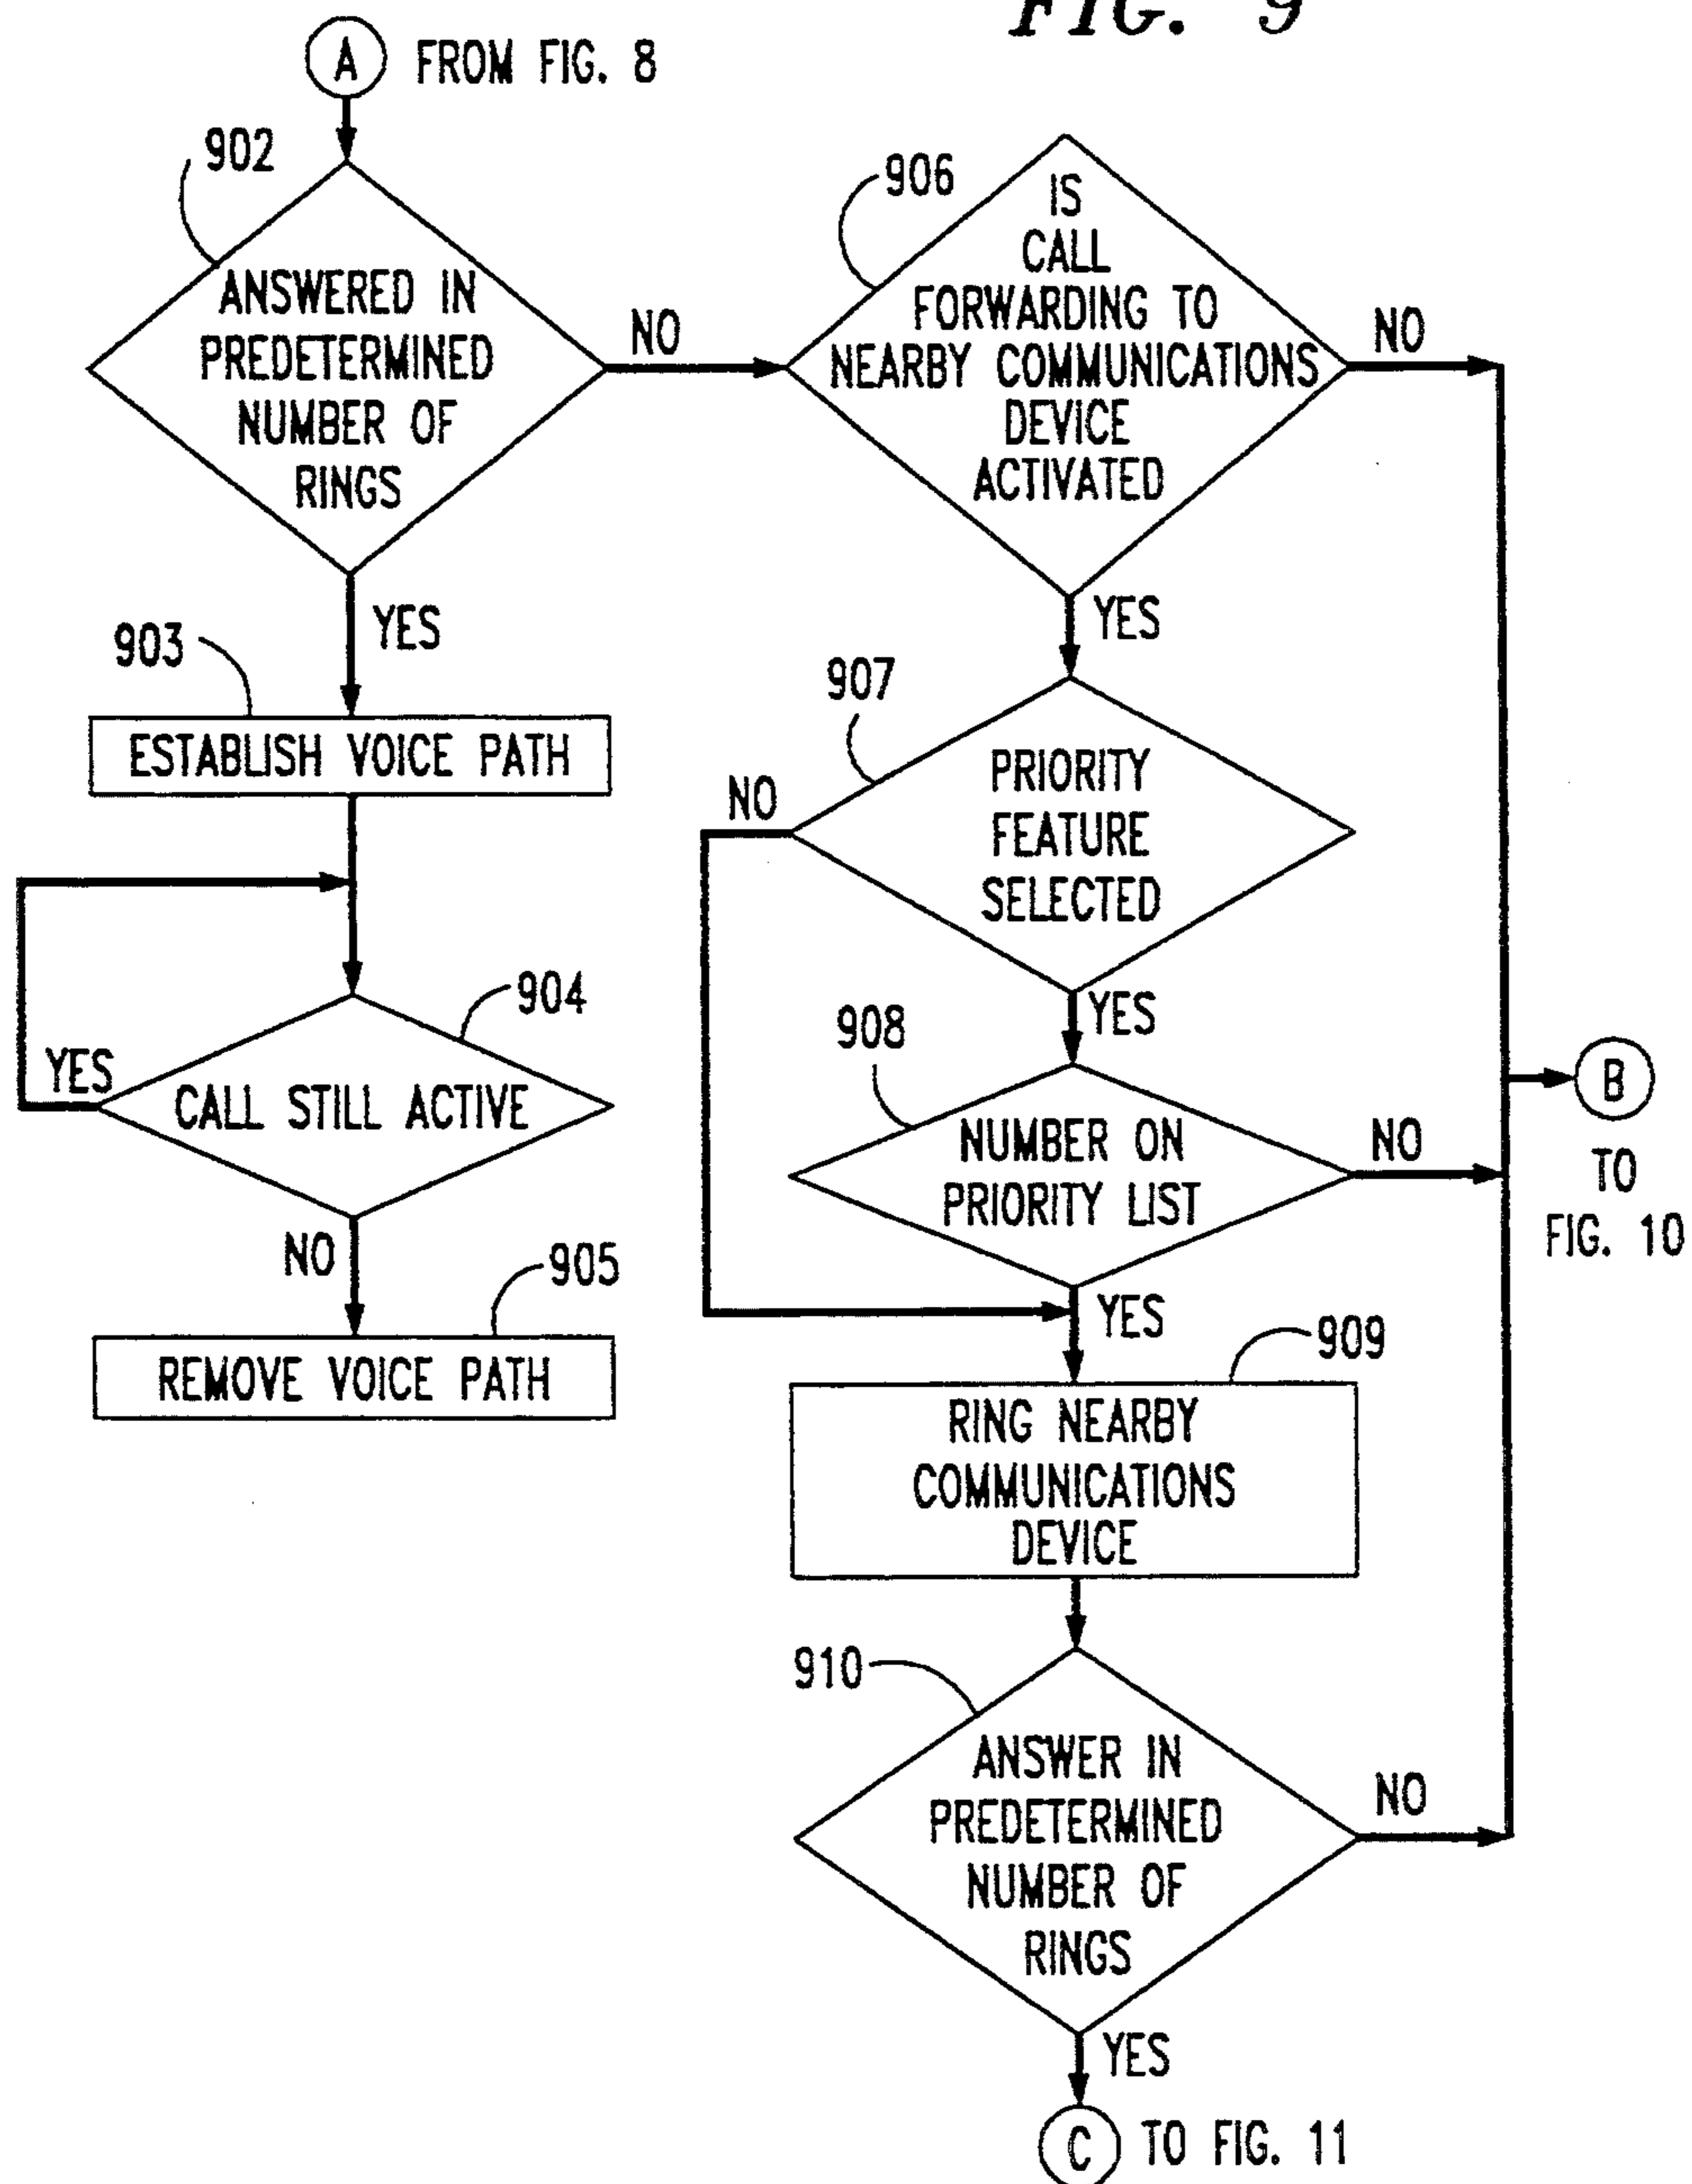 FIG. 9
A FROM FIG. 8
902
ANSWERED IN
PREDETERMINED
NUMBER OF
RINGS
NO
YES
906
IS
CALL
FORWARDING TO
NEARBY COMMUNICATIONS
DEVICE
ACTIVATED
NO
YES
903
ESTABLISH VOICE PATH
904
CALL STILL ACTIVE
YES
NO
905
REMOVE VOICE PATH
907
PRIORITY
FEATURE
SELECTED
NO
YES
908
NUMBER ON
PRIORITY LIST
NO
YES
B
TO
FIG. 10
909
RING NEARBY
COMMUNICATIONS
DEVICE
910
ANSWER IN
PREDETERMINED
NUMBER OF
RINGS
NO
YES
C TO FIG. 11